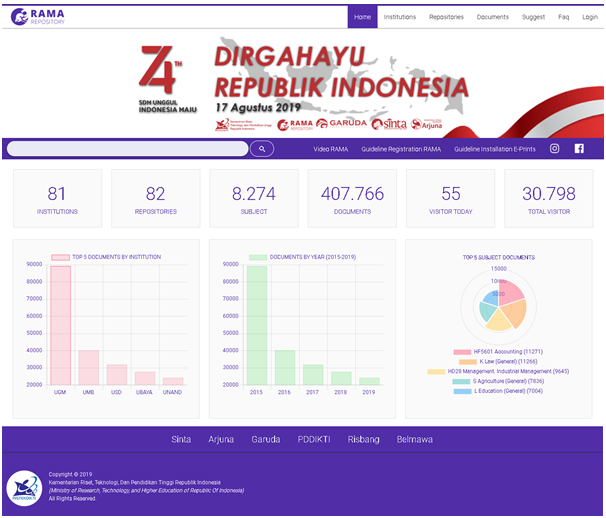 RAMA
REPOSITORY
Home Institutions Repositories Documents Suggest Faq Login
74TH
SDM UNGGUL
INDONESIA MAJU
DIRGAHAYU
REPUBLIK INDONESIA
17 Agustus 2019
RAMA
REPOSITORY
GARUDA
sinta
Arjuna
Video RAMA Guideline Registration RAMA Guideline Installation E-Prints
81
INSTITUTIONS
82
REPOSITORIES
8.274
SUBJECT
407.766
DOCUMENTS
55
VISITOR TODAY
30.798
TOTAL VISITOR
TOP 5 DOCUMENTS BY INSTITUTION
90000
80000
70000
60000
50000
40000
30000
20000
UGM UMB USD UBAYA UNAND
DOCUMENTS BY YEAR (2015-2019)
90000
80000
70000
60000
50000
40000
30000
20000
2015 2016 2017 2018 2019
TOP 5 SUBJECT DOCUMENTS
15000
10000
5000
HF5601 Accounting (11271)
K Law (General) (11266)
HD28 Management. Industrial Management (9645)
S Agriculture (General) (7836)
L Education (General) (7004)
Sinta Arjuna Garuda PDDIKTI Risbang Belmawa
Copyright © 2019
Kementerian Riset, Teknologi, Dan Pendidikan Tinggi Republik Indonesia
(Ministry of Research, Technology, and Higher Education of Republic Of Indonesia)
All Rights Reserved.